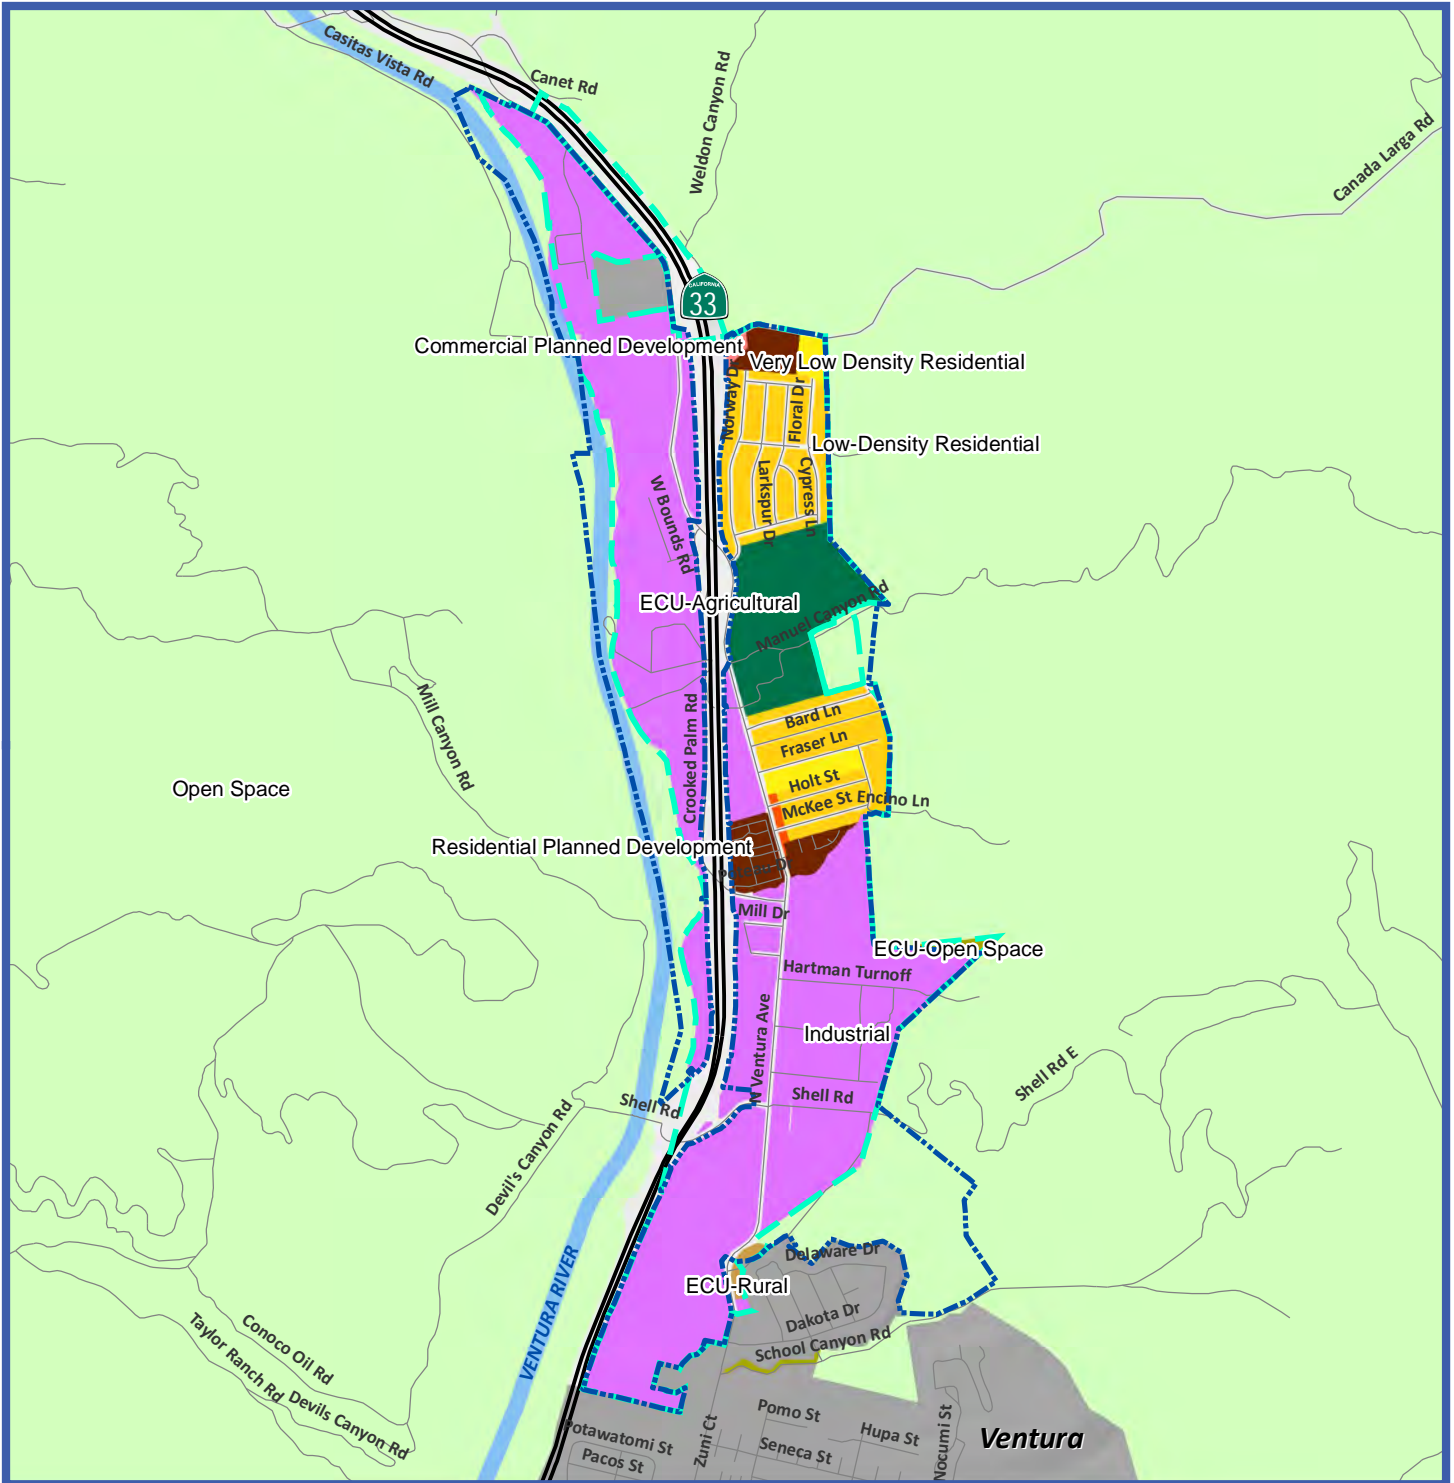 Casitas Vista Rd
Canet Rd
Weldon Canyon Rd
Canada Larga Rd
CALIFORNIA
33
Commercial Planned Development
Very Low Density Residential
Norway Dr
Floral Dr
Low-Density Residential
Larkspur Dr
Cypress Ln
W Bounds Rd
ECU-Agricultural
Manuel Canyon Rd
Mill Canyon Rd
Crooked Palm Rd
Bard Ln
Fraser Ln
Holt St
McKee St
Encino Ln
Open Space
Residential Planned Development
Mill Dr
ECU-Open Space
Hartman Turnoff
N Ventura Ave
Industrial
Shell Rd E
Shell Rd
Shell Rd
Devil's Canyon Rd
VENTURA RIVER
Delaware Dr
ECU-Rural
Dakota Dr
School Canyon Rd
Conoco Oil Rd
Taylor Ranch Rd
Devils Canyon Rd
Pomo St
Hupa St
Nocumi St
Ventura
Potawatomi St
Pacos St
Zuni Ct
Seneca St